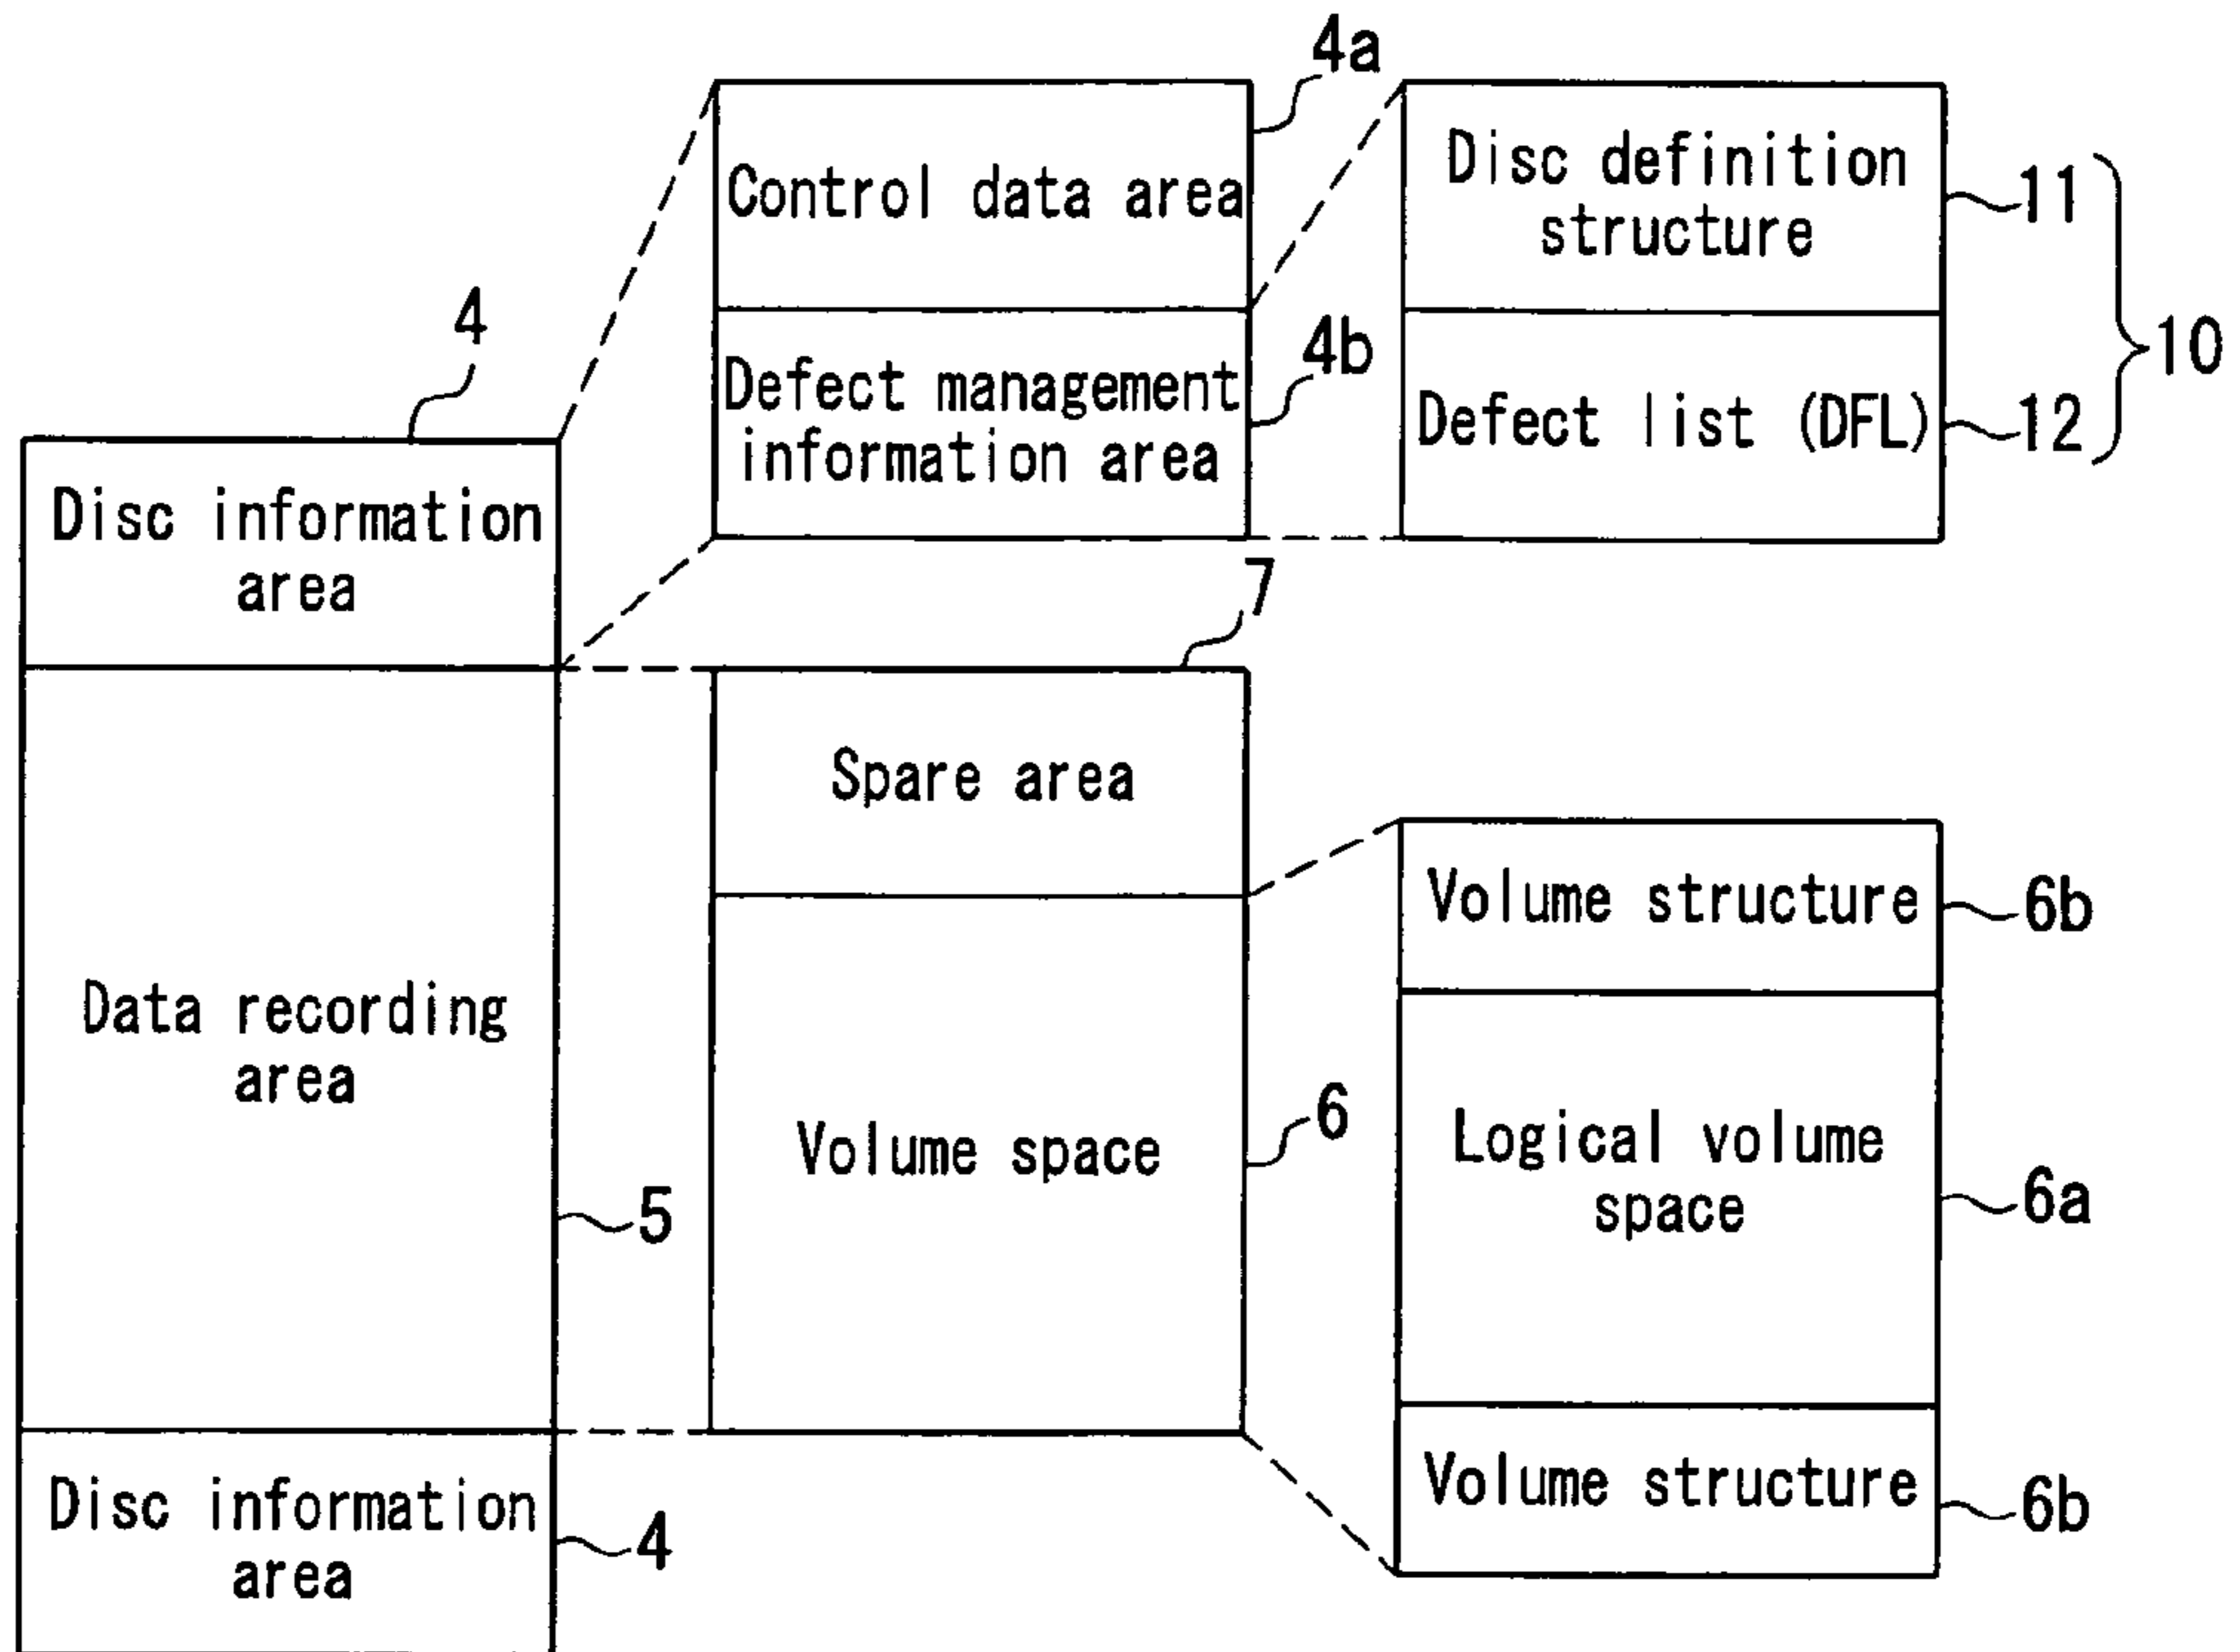 4a
Control data area
Disc definition
structure
11
10
4
4b
Defect management
information area
Defect list (DFL)
12
Disc information
area
7
Spare area
Volume structure
6b
Data recording
area
Volume space
6
Logical volume
space
6a
5
Volume structure
6b
Disc information
area
4